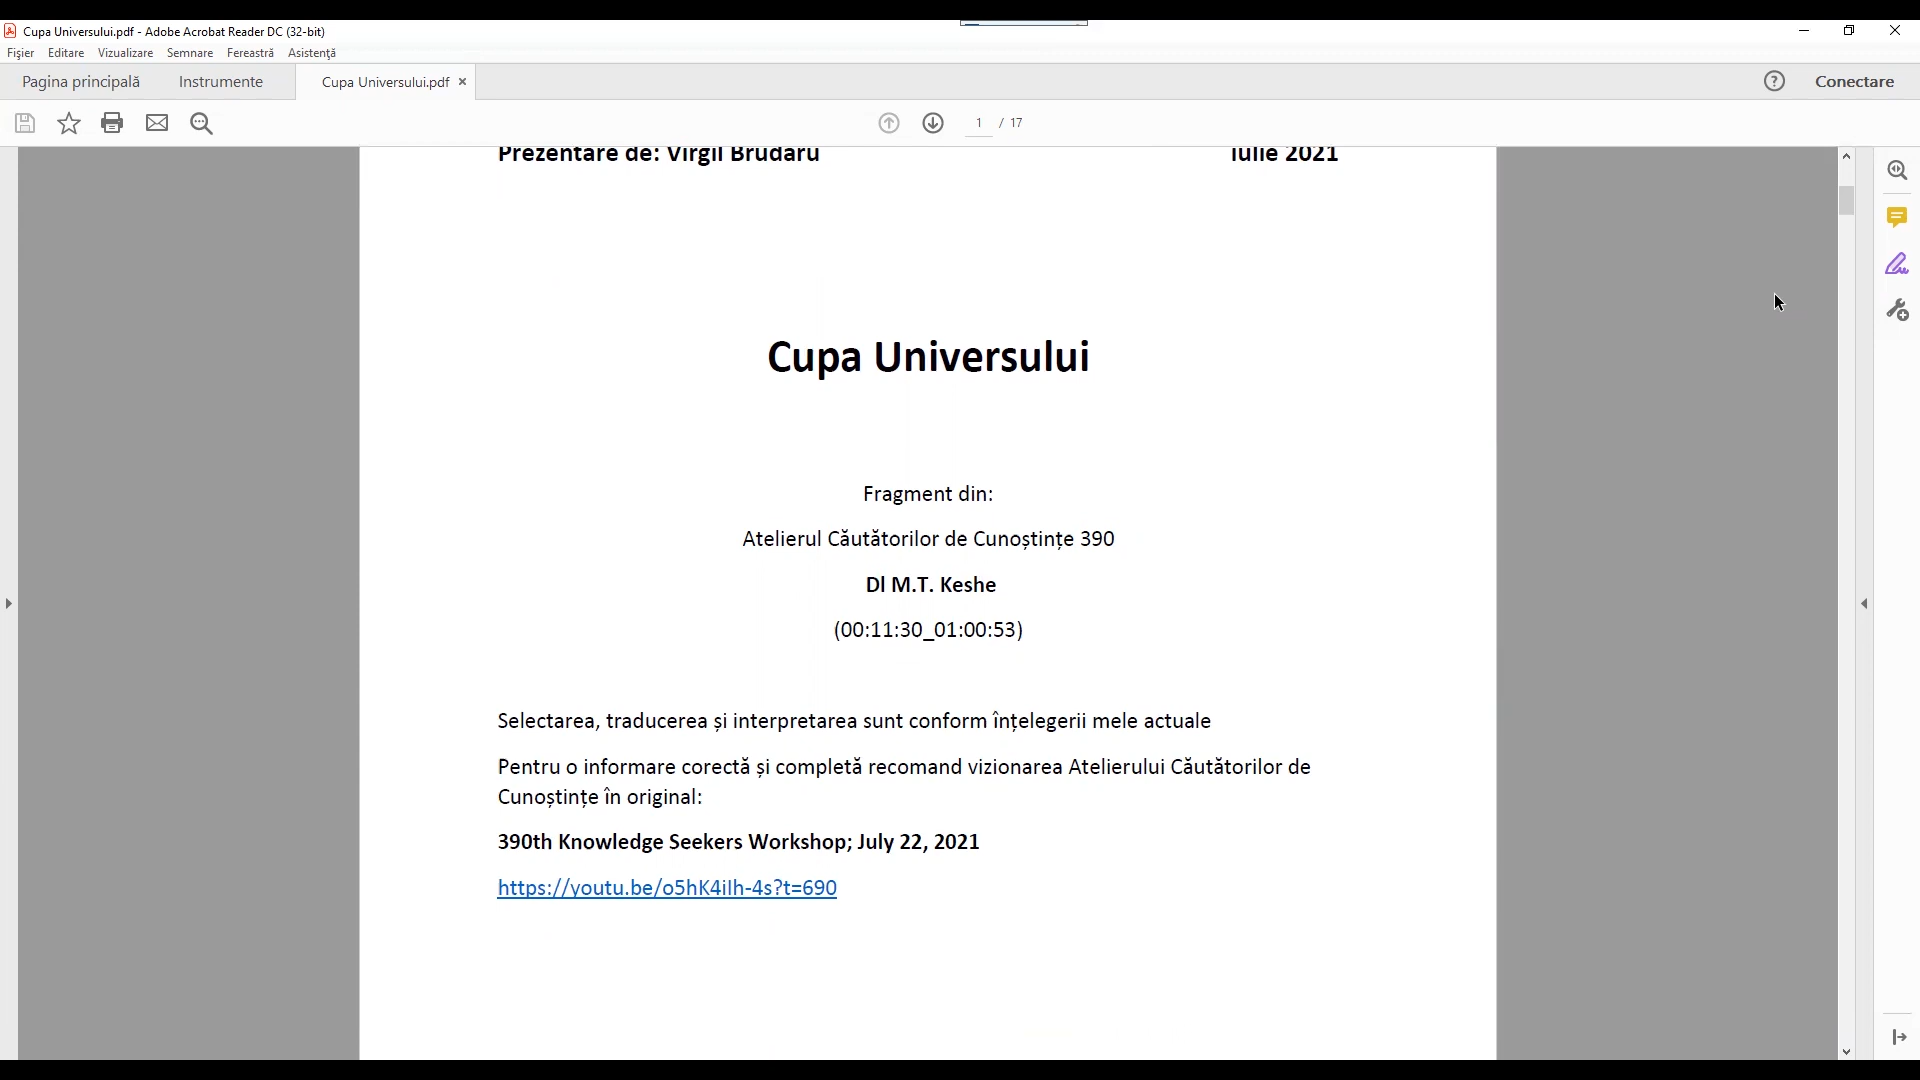 Cupa Universului.pdf - Adobe Acrobat Reader DC (32-bit)
Fișier Editare Vizualizare Semnare Fereastră Asistență
Pagina principală Instrumente Cupa Universului.pdf Conectare
1 / 17
Prezentare de: Virgil Brudaru iulie 2021
Cupa Universului
Fragment din:
Atelierul Căutătorilor de Cunoștințe 390
Dl M.T. Keshe
(00:11:30_01:00:53)
Selectarea, traducerea și interpretarea sunt conform înțelegerii mele actuale
Pentru o informare corectă și completă recomand vizionarea Atelierului Căutătorilor de
Cunoștințe în original:
390th Knowledge Seekers Workshop; July 22, 2021
https://youtu.be/o5hK4iIh-4s?t=690